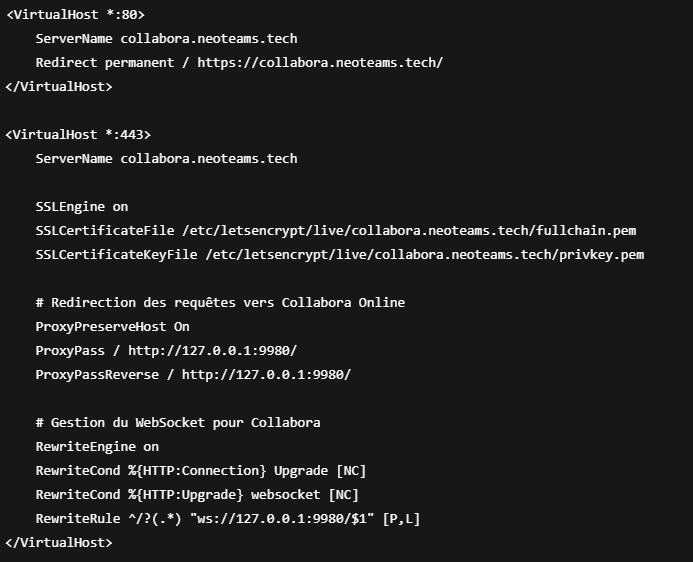 <VirtualHost *:80>
    ServerName collabora.neoteams.tech
    Redirect permanent / https://collabora.neoteams.tech/
</VirtualHost>

<VirtualHost *:443>
    ServerName collabora.neoteams.tech

    SSLEngine on
    SSLCertificateFile /etc/letsencrypt/live/collabora.neoteams.tech/fullchain.pem
    SSLCertificateKeyFile /etc/letsencrypt/live/collabora.neoteams.tech/privkey.pem

    # Redirection des requêtes vers Collabora Online
    ProxyPreserveHost On
    ProxyPass / http://127.0.0.1:9980/
    ProxyPassReverse / http://127.0.0.1:9980/

    # Gestion du WebSocket pour Collabora
    RewriteEngine on
    RewriteCond %{HTTP:Connection} Upgrade [NC]
    RewriteCond %{HTTP:Upgrade} websocket [NC]
    RewriteRule ^/?(.*) "ws://127.0.0.1:9980/$1" [P,L]
</VirtualHost>